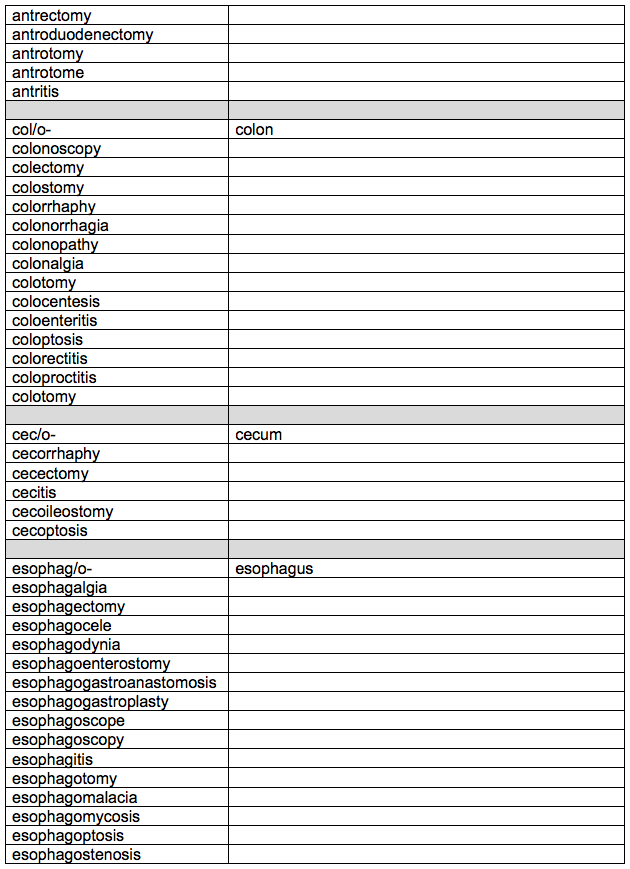 antrectomy
antroduodenectomy
antrotomy
antrotome
antritis
col/o- colon
colonoscopy
colectomy
colostomy
colorrhaphy
colonorrhagia
colonopathy
colonalgia
colotomy
colocentesis
coloenteritis
coloptosis
colorectitis
coloproctitis
colotomy
cec/o- cecum
cecorrhaphy
cecectomy
cecitis
cecoileostomy
cecoptosis
esophag/o- esophagus
esophagalgia
esophagectomy
esophagocele
esophagodynia
esophagoenterostomy
esophagogastroanastomosis
esophagogastroplasty
esophagoscope
esophagoscopy
esophagitis
esophagotomy
esophagomalacia
esophagomycosis
esophagoptosis
esophagostenosis